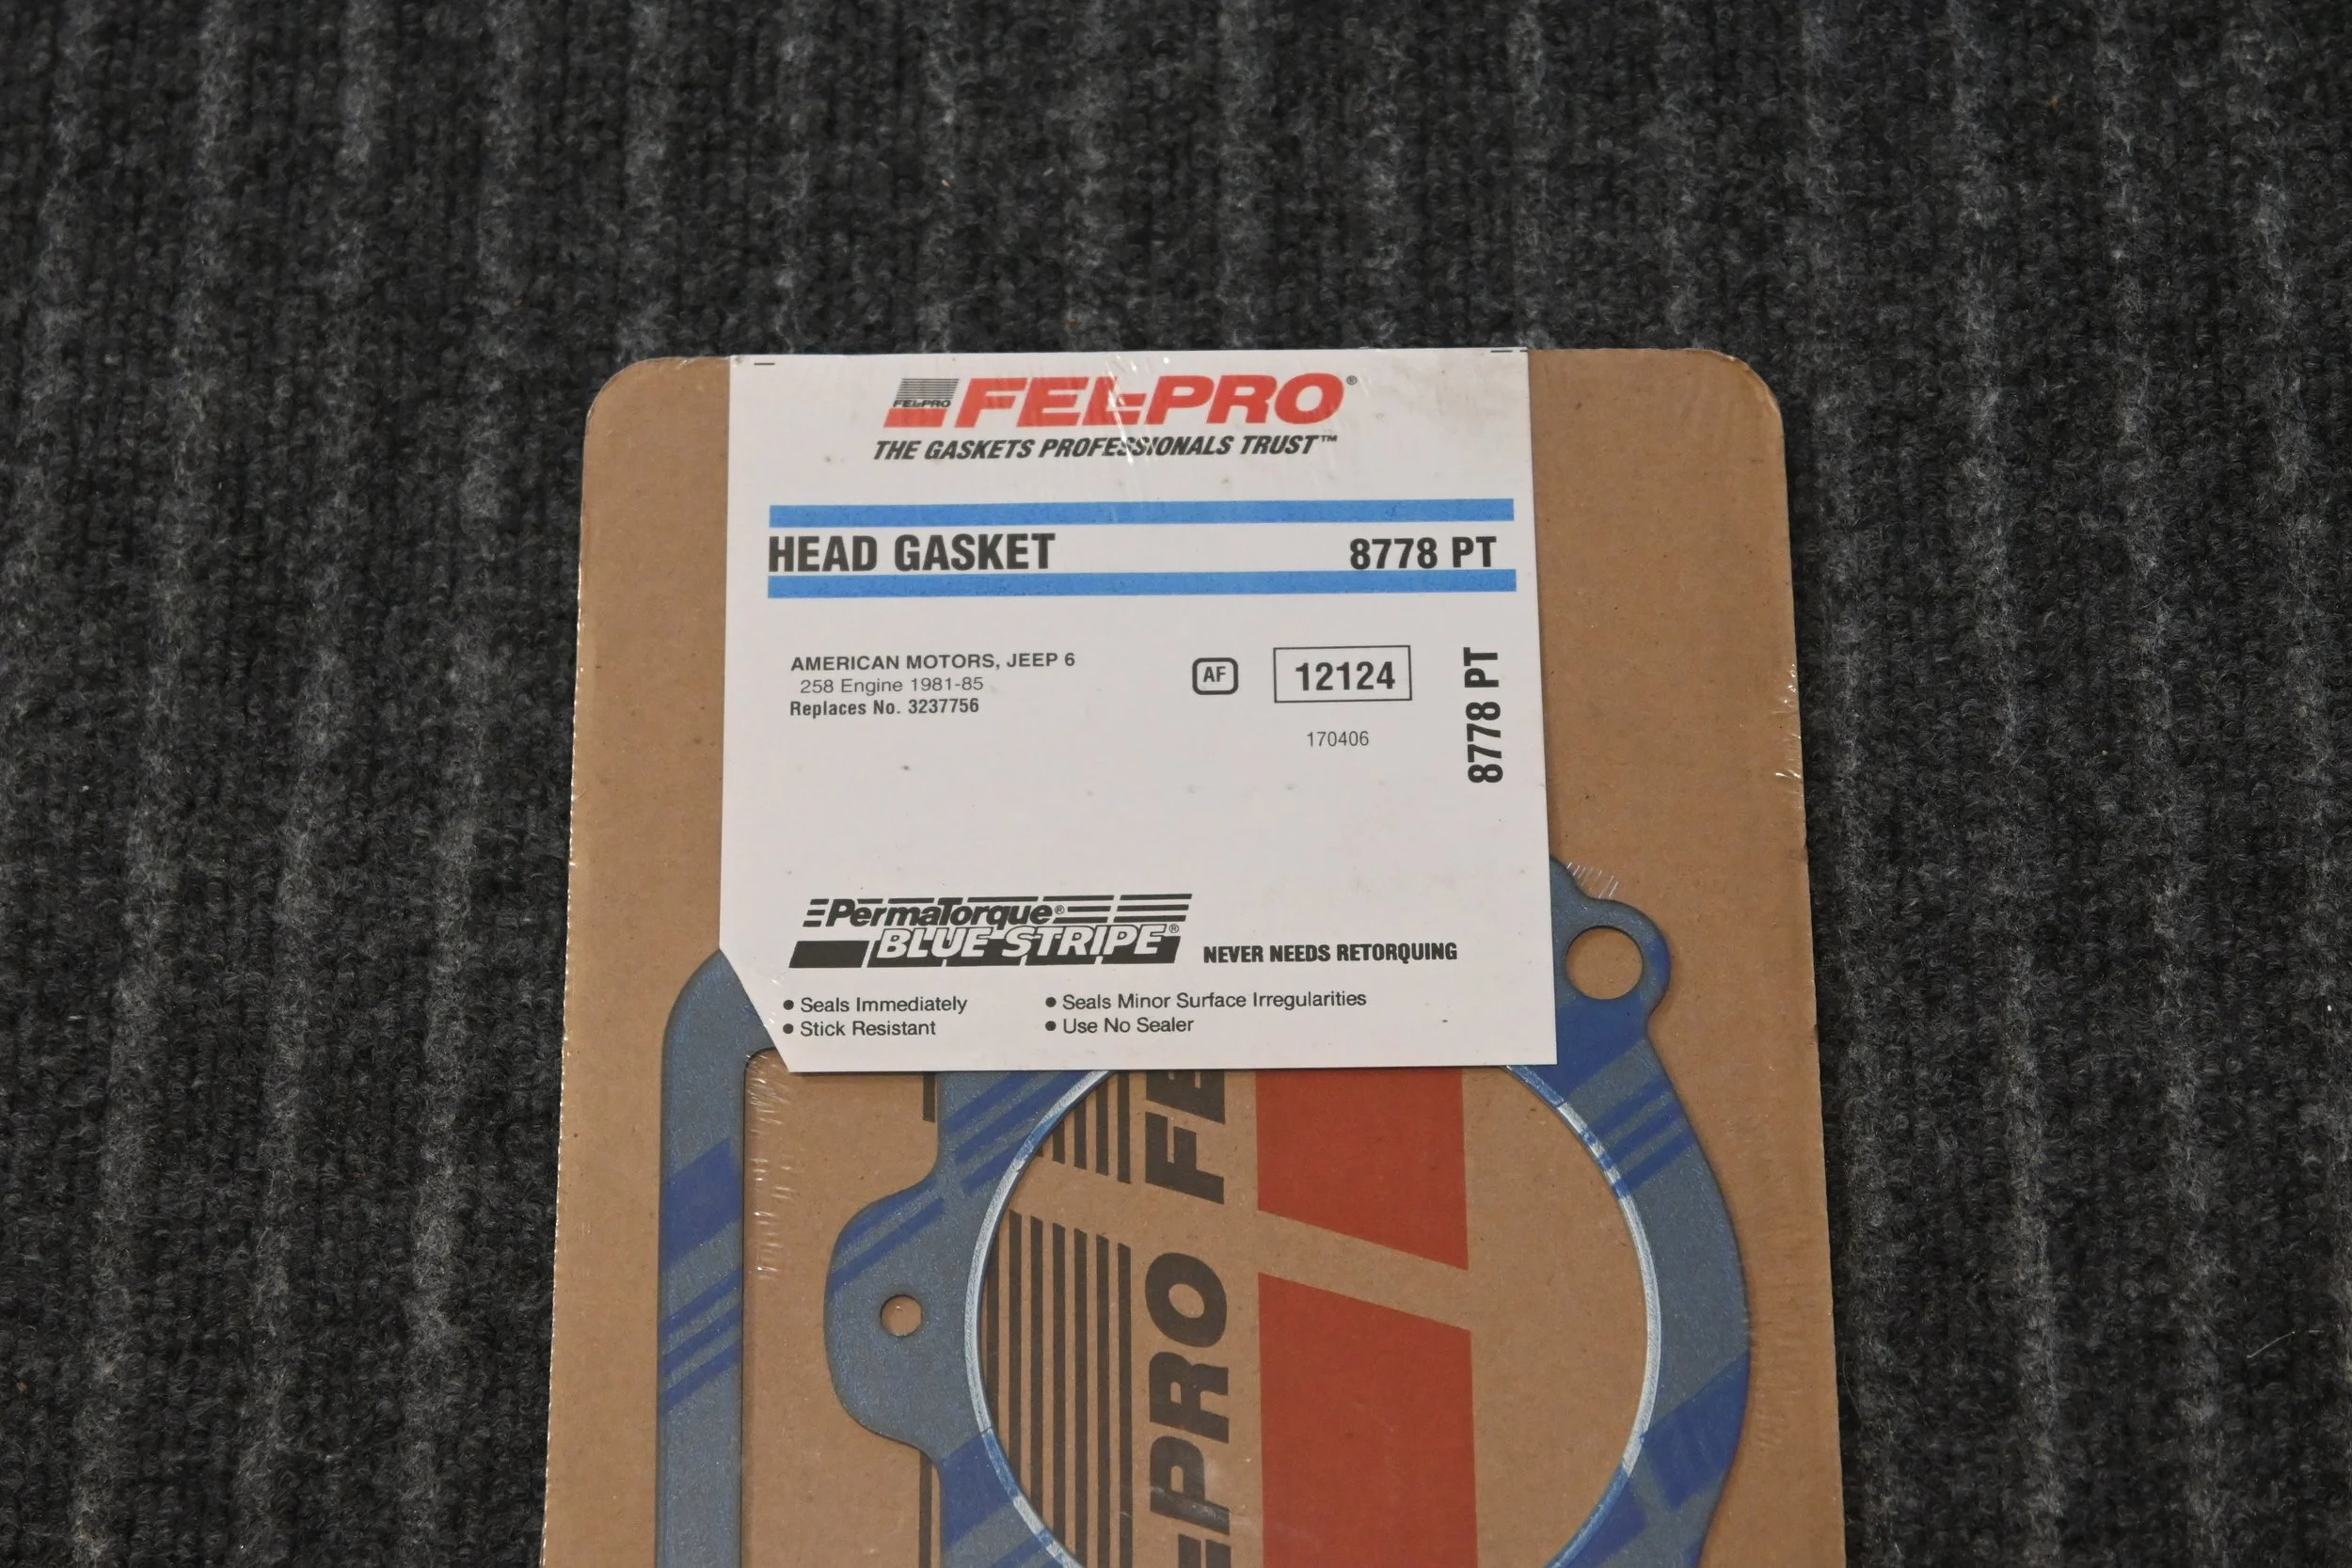 FEL-PRO
FEL-PRO®
THE GASKETS PROFESSIONALS TRUST™
HEAD GASKET 8778 PT
AMERICAN MOTORS, JEEP 6
258 Engine 1981-85
Replaces No. 3237756
AF
12124
170406
8778 PT
PermaTorque®
BLUE STRIPE®
NEVER NEEDS RETORQUING
• Seals Immediately
• Stick Resistant
• Seals Minor Surface Irregularities
• Use No Sealer
FE
EPRO